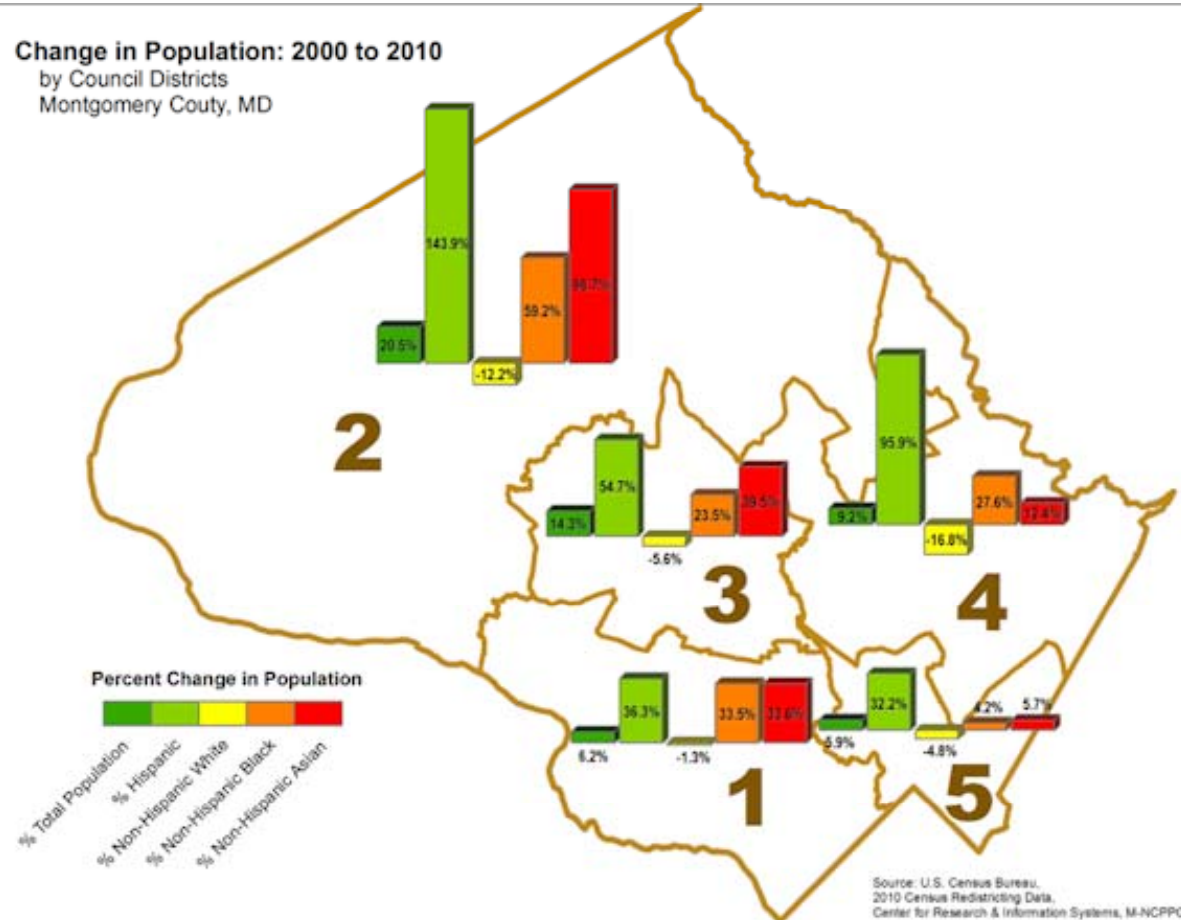 Change in Population: 2000 to 2010
by Council Districts
Montgomery Couty, MD
143.9%
98.7%
59.2%
20.5%
-12.2%
2
95.9%
54.7%
39.5%
27.6%
23.5%
14.3%
9.2%
13.4%
-16.8%
-5.6%
3
4
Percent Change in Population
% Total Population
% Hispanic
% Non-Hispanic White
% Non-Hispanic Black
% Non-Hispanic Asian
36.3%
33.5%
33.6%
6.2%
-1.3%
1
32.2%
4.2%
5.7%
5.9%
-4.8%
5
Source: U.S. Census Bureau,
2010 Census Redistricting Data,
Center for Research & Information Systems, M-NCPPC